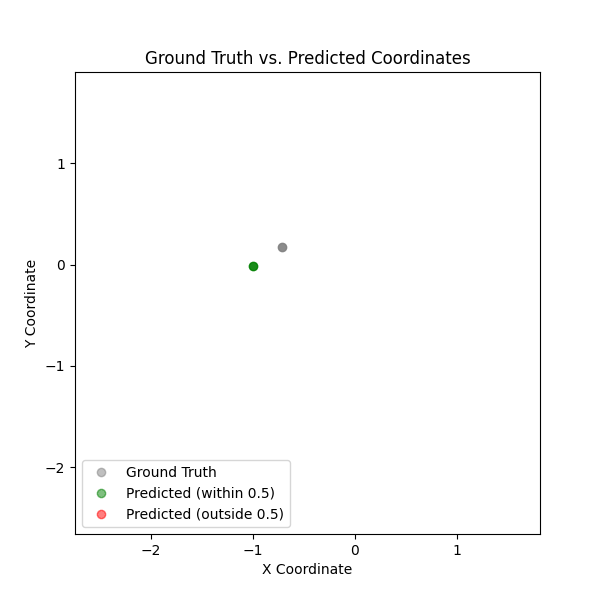 Ground Truth vs. Predicted Coordinates
1
0
−1
−2
Y Coordinate
Ground Truth
Predicted (within 0.5)
Predicted (outside 0.5)
−2
−1
0
1
X Coordinate